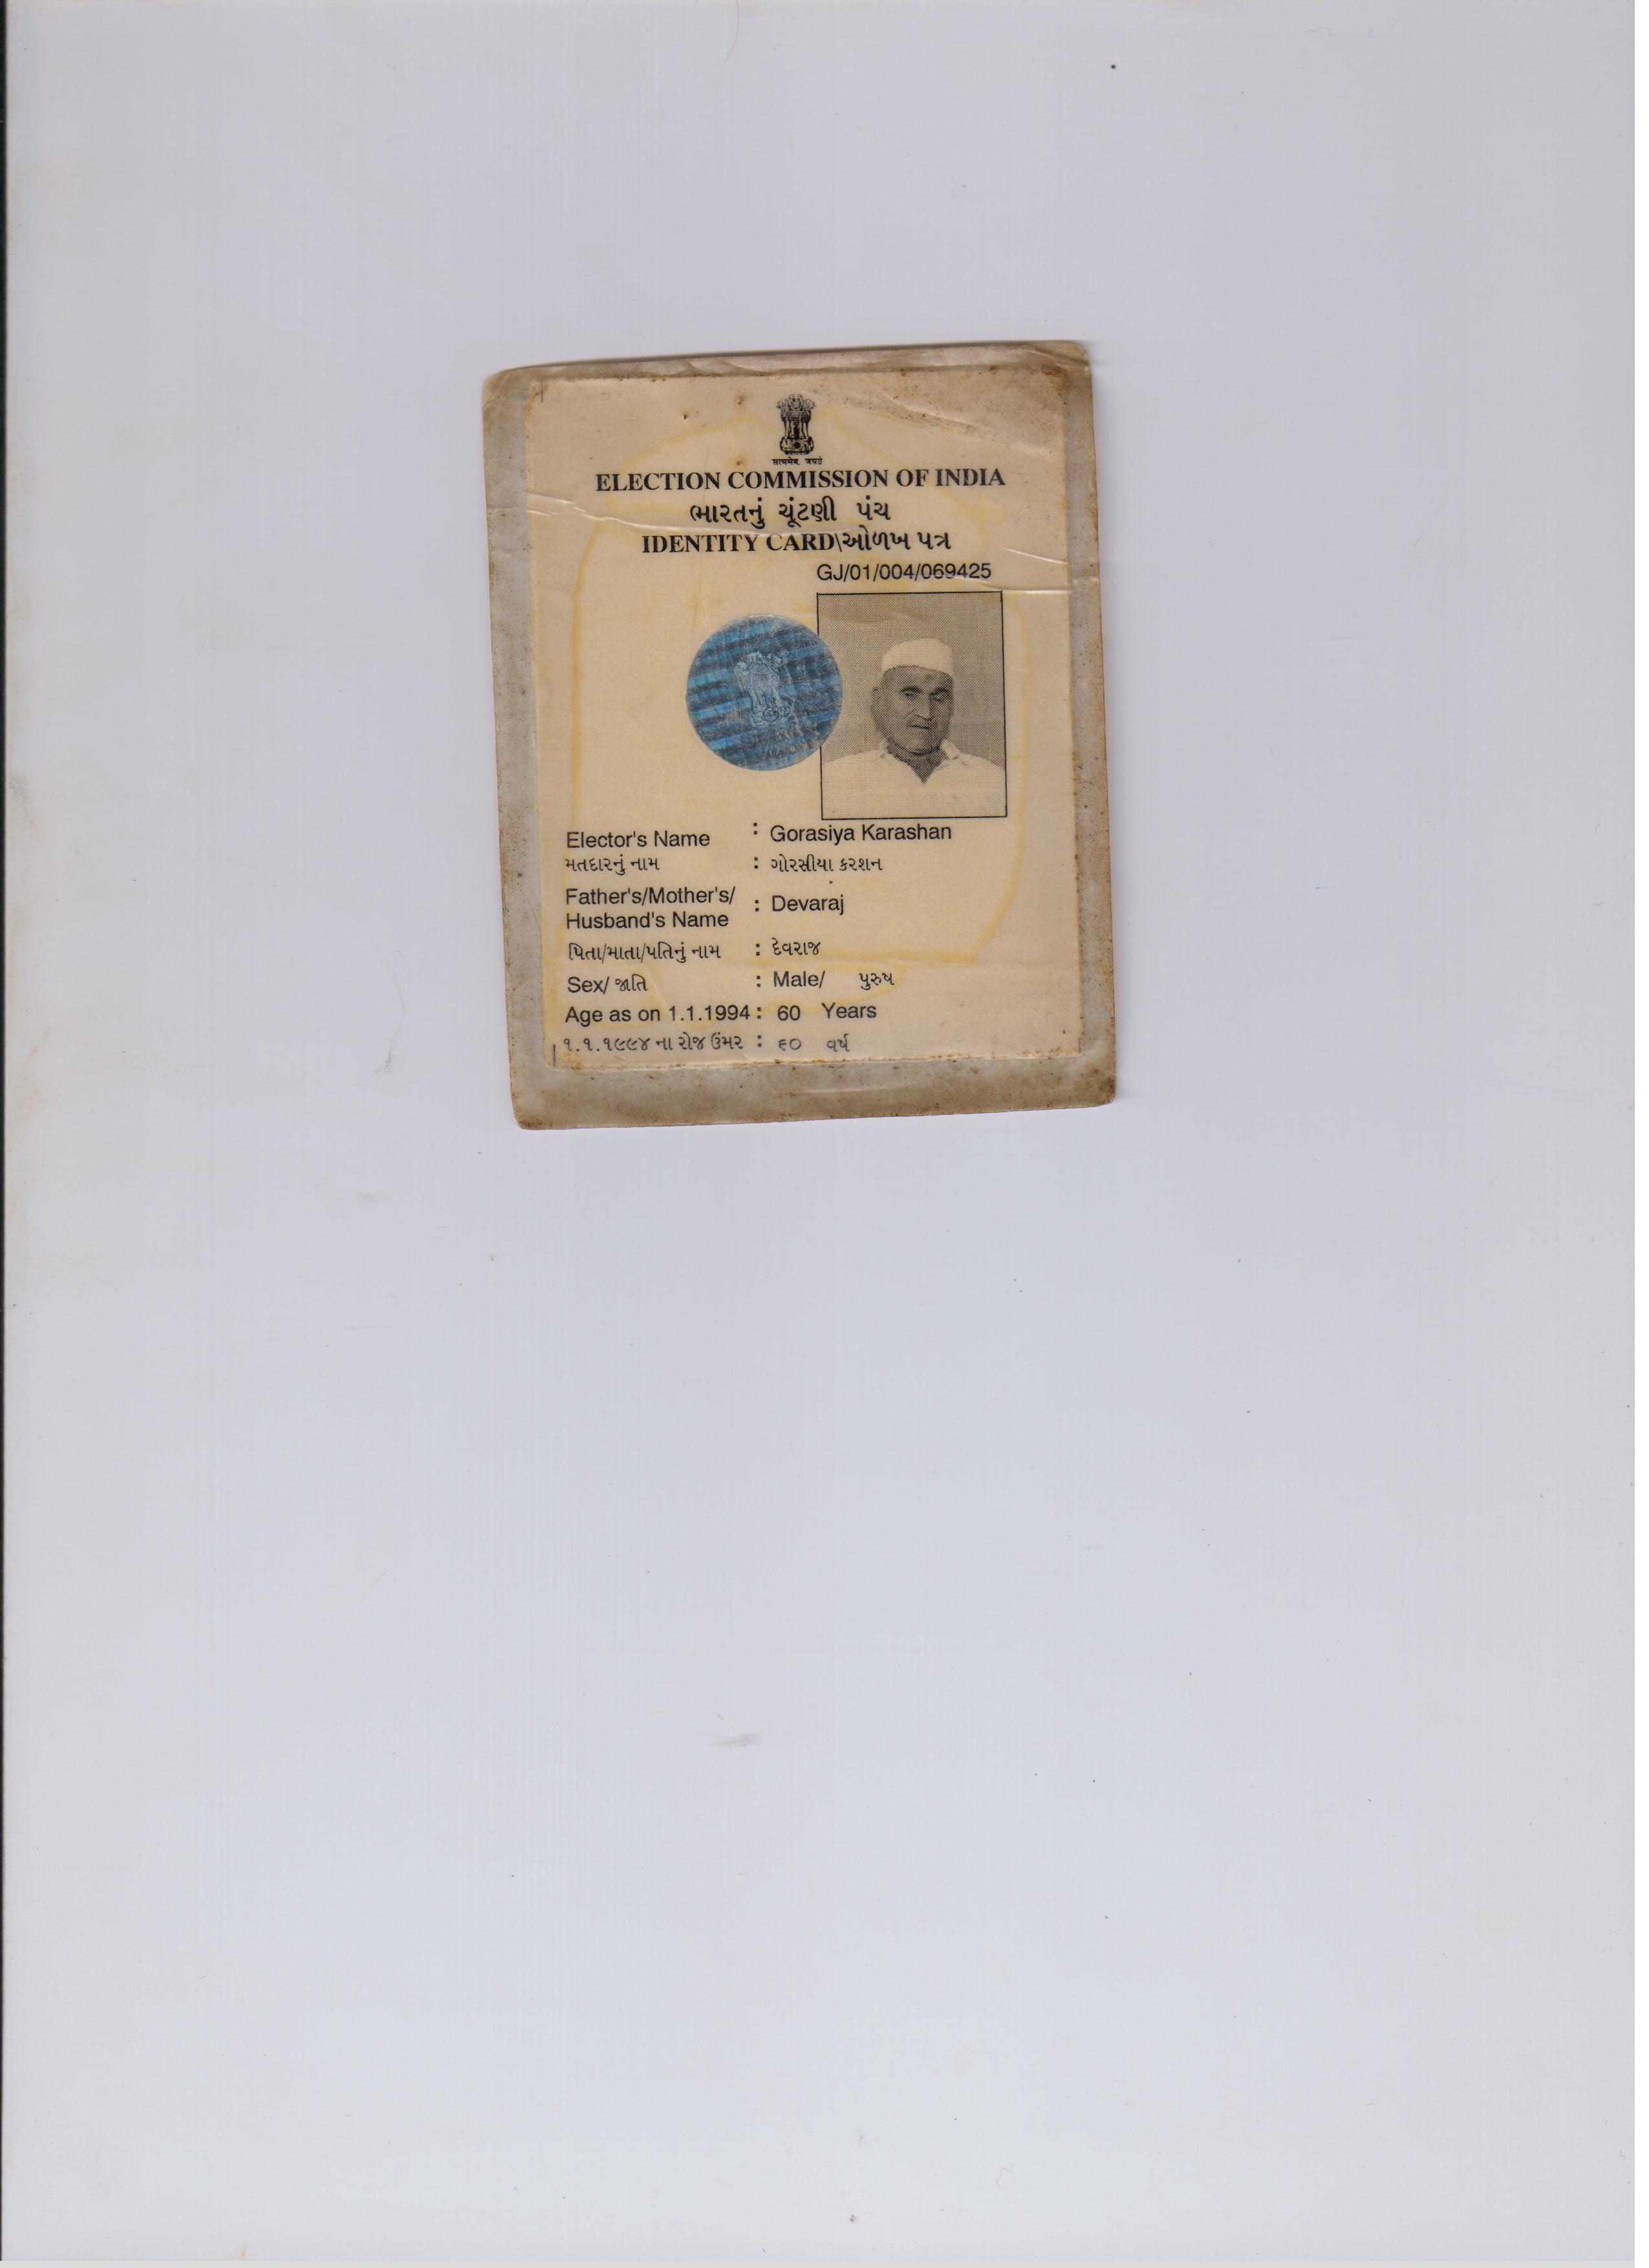 सत्यमेव जयते
ELECTION COMMISSION OF INDIA
ભારતનું ચૂંટણી પંચ
IDENTITY CARD\ઓળખ પત્ર
GJ/01/004/069425
Elector's Name : Gorasiya Karashan
મતદારનું નામ : ગોરસીયા કરશન
Father's/Mother's/
Husband's Name : Devaraj
પિતા/માતા/પતિનું નામ : દેવરાજ
Sex/ જાતિ : Male/ પુરુષ
Age as on 1.1.1994 : 60 Years
૧.૧.૧૯૯૪ ના રોજ ઉંમર : ૬૦ વર્ષ